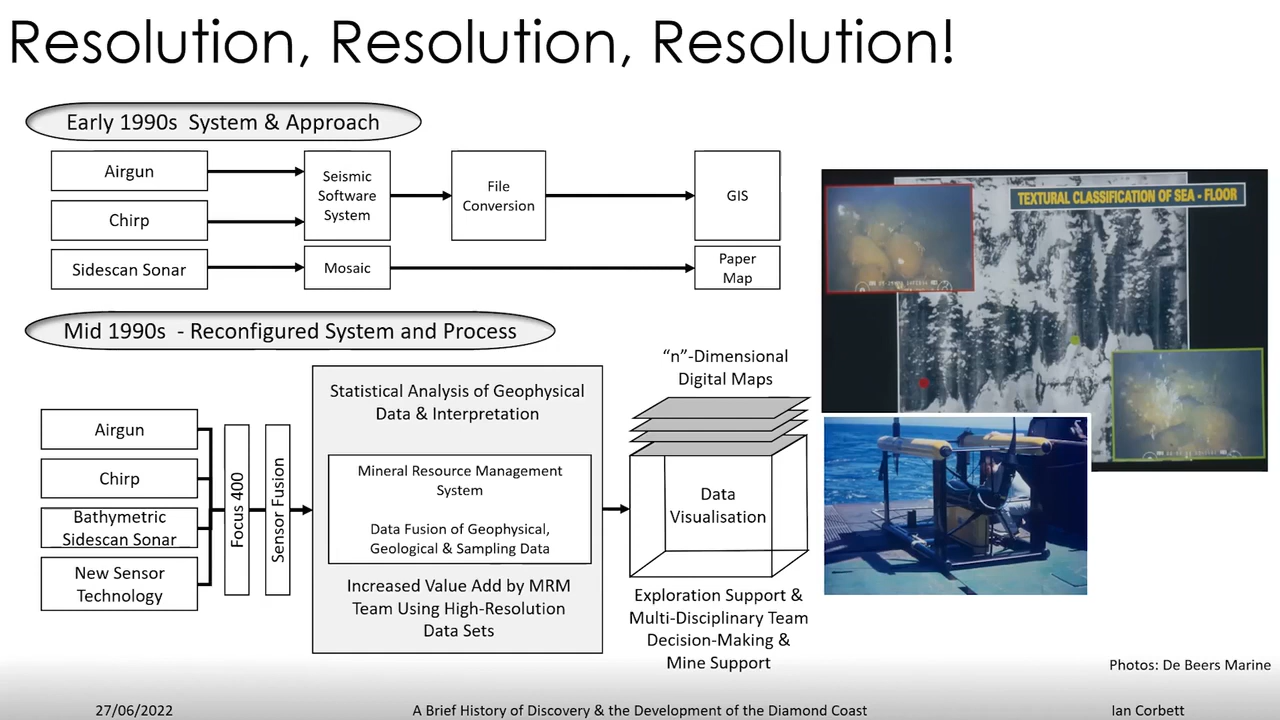 Resolution, Resolution, Resolution!
Early 1990s System & Approach
Airgun
Chirp
Sidescan Sonar
Seismic
Software
System
Mosaic
File
Conversion
GIS
Paper
Map
Mid 1990s - Reconfigured System and Process
Airgun
Chirp
Bathymetric
Sidescan Sonar
New Sensor
Technology
Focus 400
Sensor Fusion
Statistical Analysis of Geophysical
Data & Interpretation
Mineral Resource Management
System
Data Fusion of Geophysical,
Geological & Sampling Data
Increased Value Add by MRM
Team Using High-Resolution
Data Sets
“n”-Dimensional
Digital Maps
Data
Visualisation
Exploration Support &
Multi-Disciplinary Team
Decision-Making &
Mine Support
TEXTURAL CLASSIFICATION OF SEA - FLOOR
Photos: De Beers Marine
27/06/2022
A Brief History of Discovery & the Development of the Diamond Coast
Ian Corbett